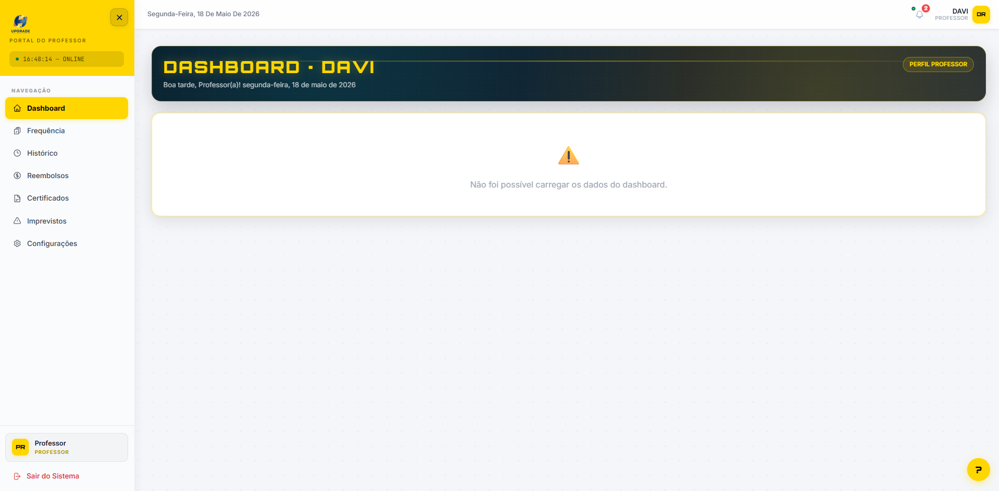 UPGRADE
PORTAL DO PROFESSOR
16:48:14 — ONLINE
NAVEGAÇÃO
Dashboard
Frequência
Histórico
Reembolsos
Certificados
Imprevistos
Configurações
PR
Professor
PROFESSOR
Sair do Sistema
Segunda-Feira, 18 De Maio De 2026
2
DAVI
PROFESSOR
DR
DASHBOARD · DAVI
Boa tarde, Professor(a)! segunda-feira, 18 de maio de 2026
PERFIL PROFESSOR
Não foi possível carregar os dados do dashboard.
?